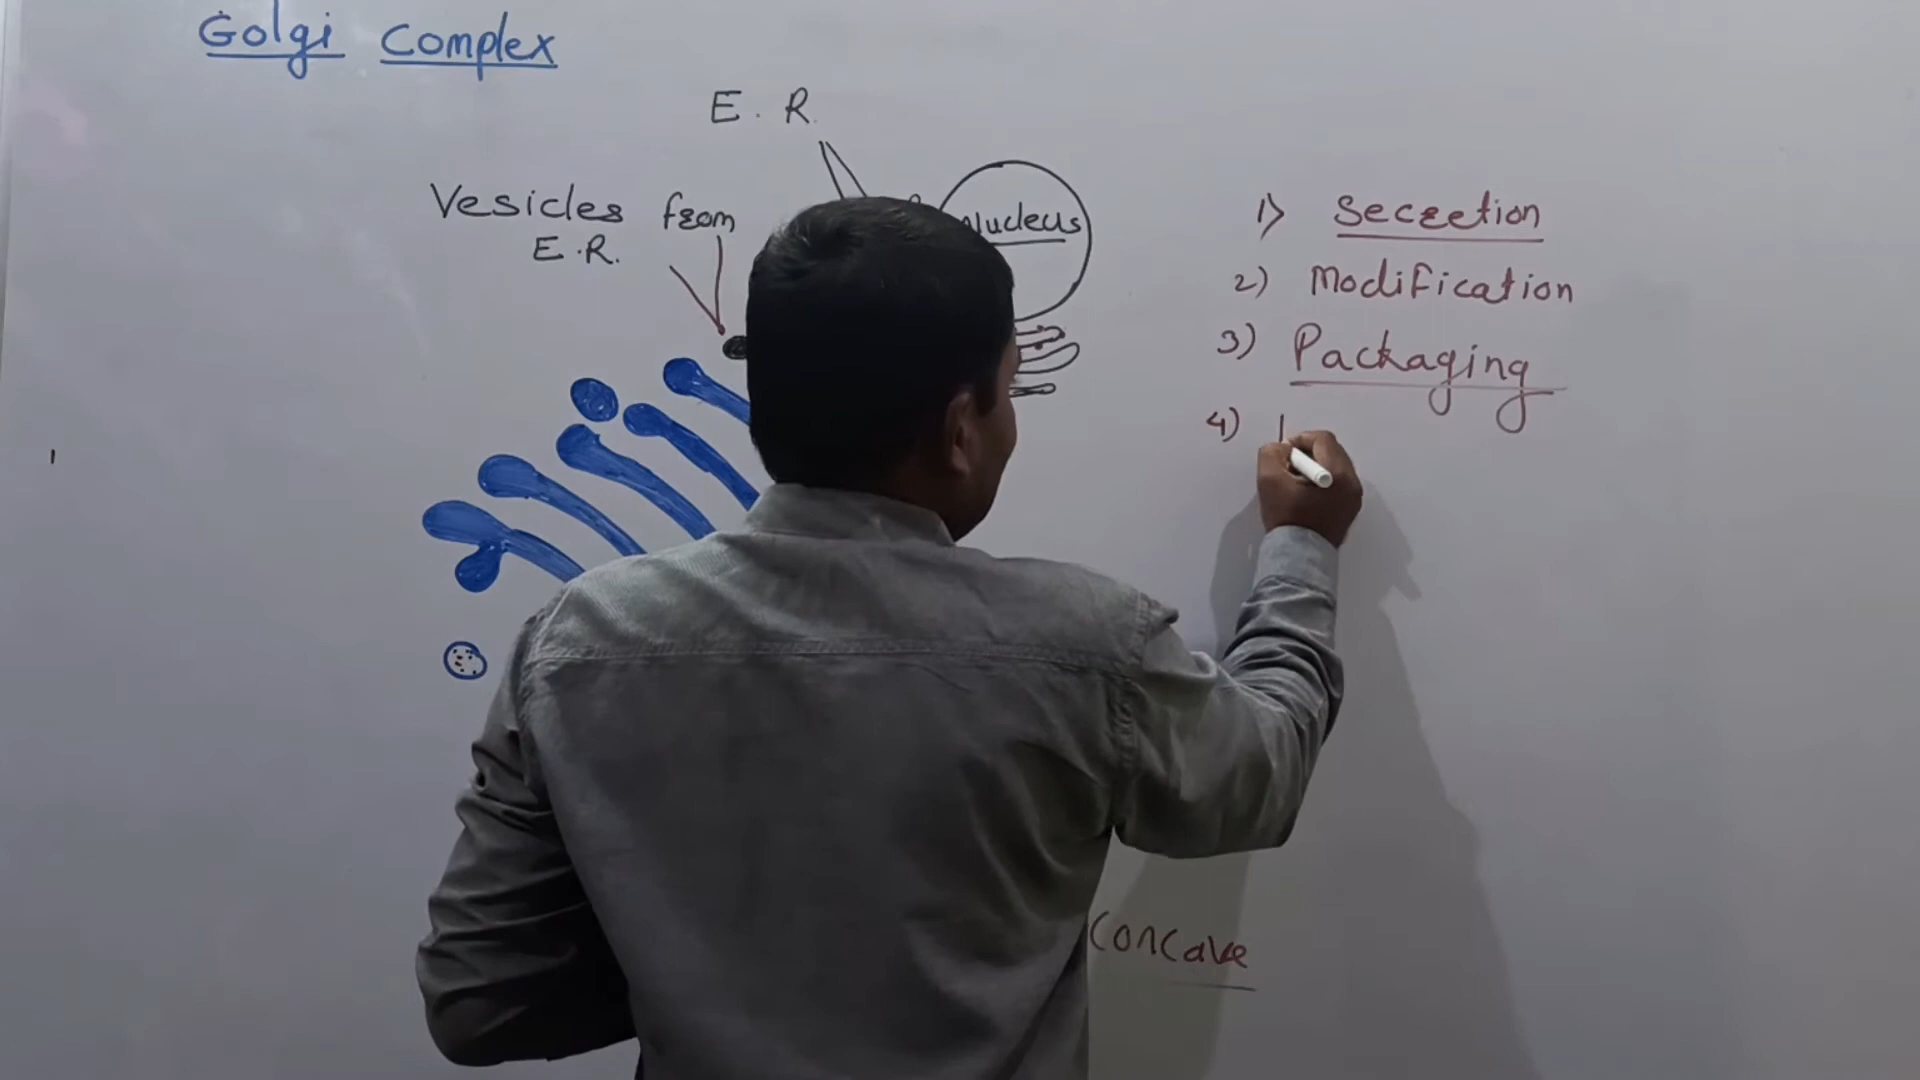 Golgi Complex
E. R.
Vesicles from
E.R.
Nucleus
1) Secretion
2) Modification
3) Packaging
4)
Concave